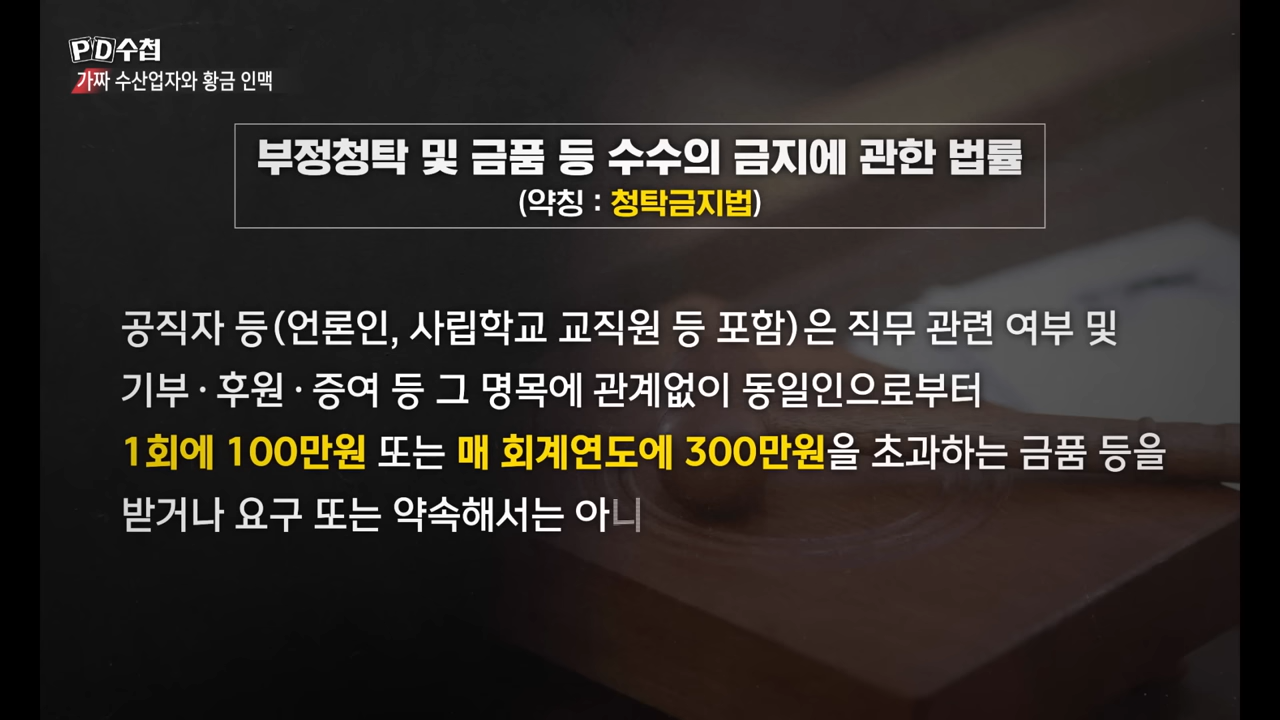 PD수첩
가짜 수산업자와 황금 인맥
부정청탁 및 금품 등 수수의 금지에 관한 법률
(약칭 : 청탁금지법)
공직자 등(언론인, 사립학교 교직원 등 포함)은 직무 관련 여부 및
기부 · 후원 · 증여 등 그 명목에 관계없이 동일인으로부터
1회에 100만원 또는 매 회계연도에 300만원을 초과하는 금품 등을
받거나 요구 또는 약속해서는 아니